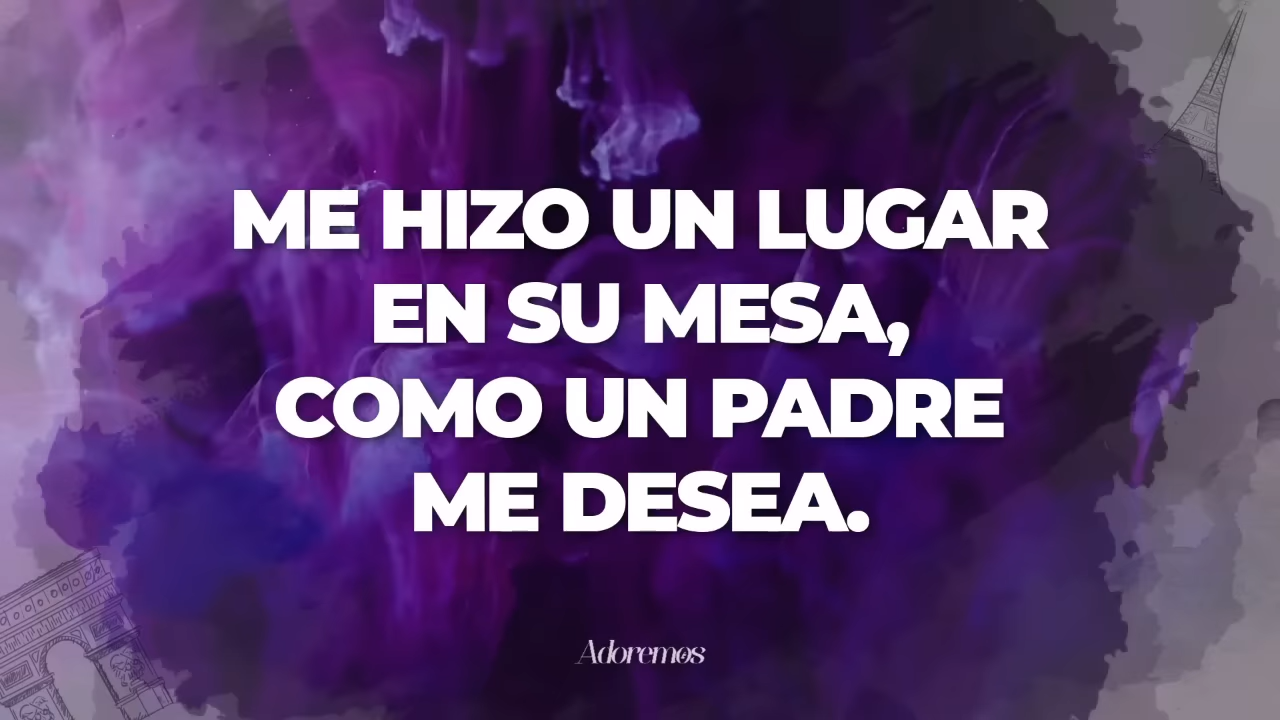 ME HIZO UN LUGAR
EN SU MESA,
COMO UN PADRE
ME DESEA.
Adoremos